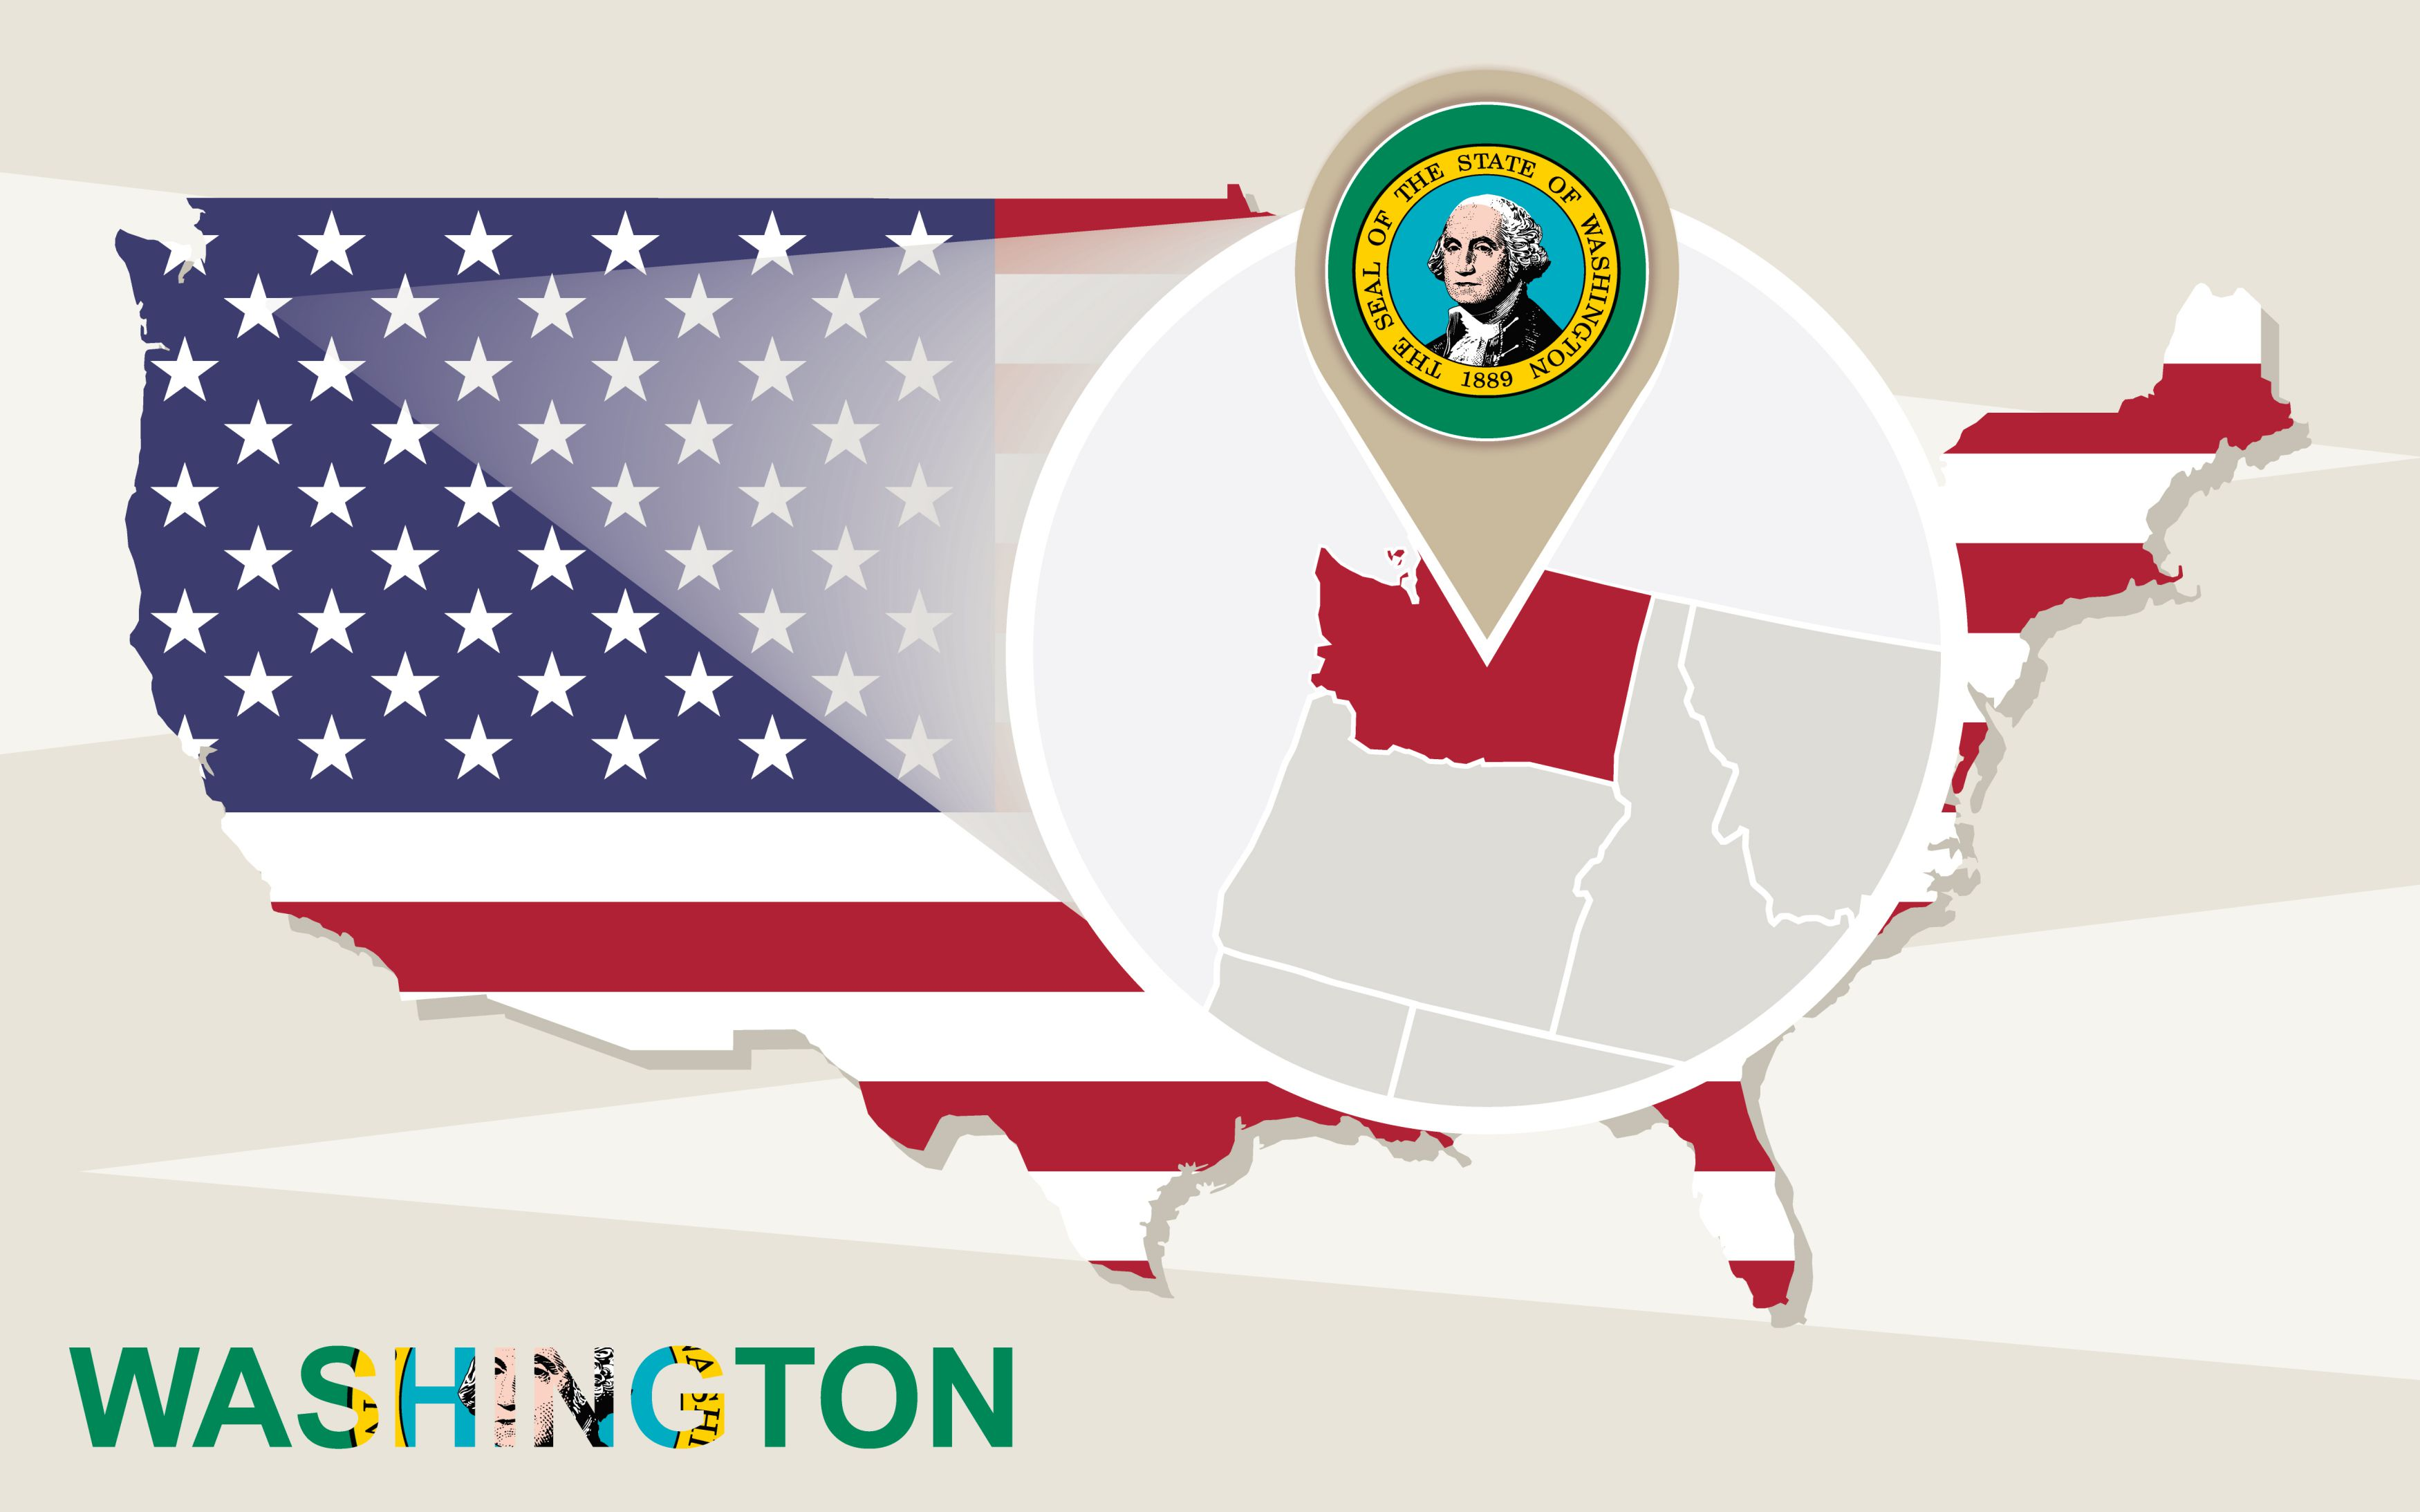 THE SEAL OF THE STATE OF WASHINGTON
1889
WASHINGTON